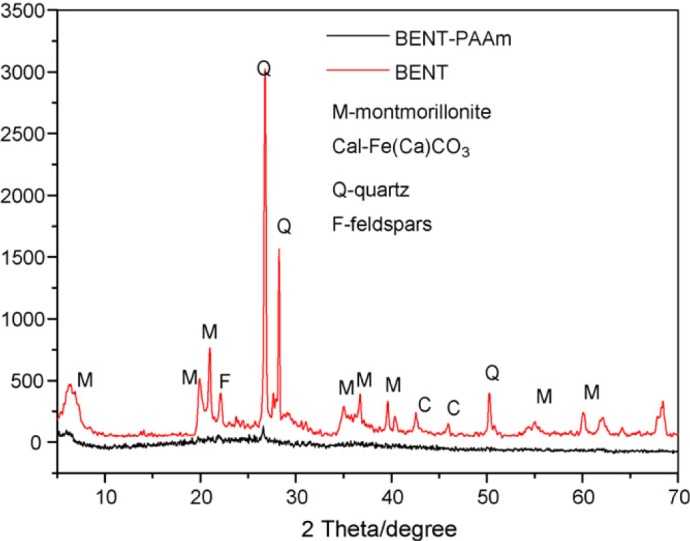 3500
3000
2500
2000
1500
1000
500
0
BENT-PAAm
BENT
M-montmorillonite
Cal-Fe(Ca)CO₃
Q-quartz
F-feldspars
Q
Q
M
M
M
F
M
M
M
C
C
Q
M
M
10 20 30 40 50 60 70
2 Theta/degree